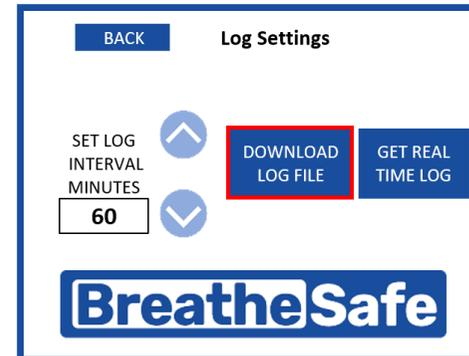 BACK
Log Settings
SET LOG
INTERVAL
MINUTES
60
DOWNLOAD
LOG FILE
GET REAL
TIME LOG
BreatheSafe